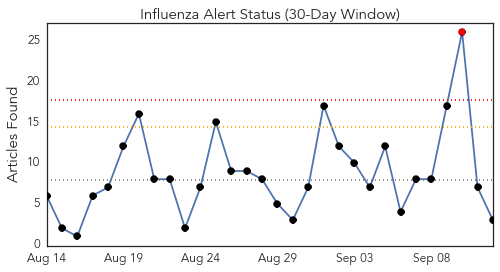 Influenza Alert Status (30-Day Window)
Articles Found
25
20
15
10
5
0
Aug 14 Aug 19 Aug 24 Aug 29 Sep 03 Sep 08